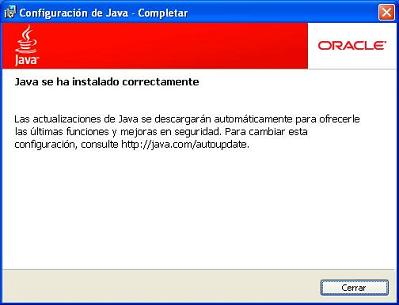 Configuración de Java - Completar
Java
ORACLE
Java se ha instalado correctamente
Las actualizaciones de Java se descargarán automáticamente para ofrecerle
las últimas funciones y mejoras en seguridad. Para cambiar esta
configuración, consulte http://java.com/autoupdate.
Cerrar